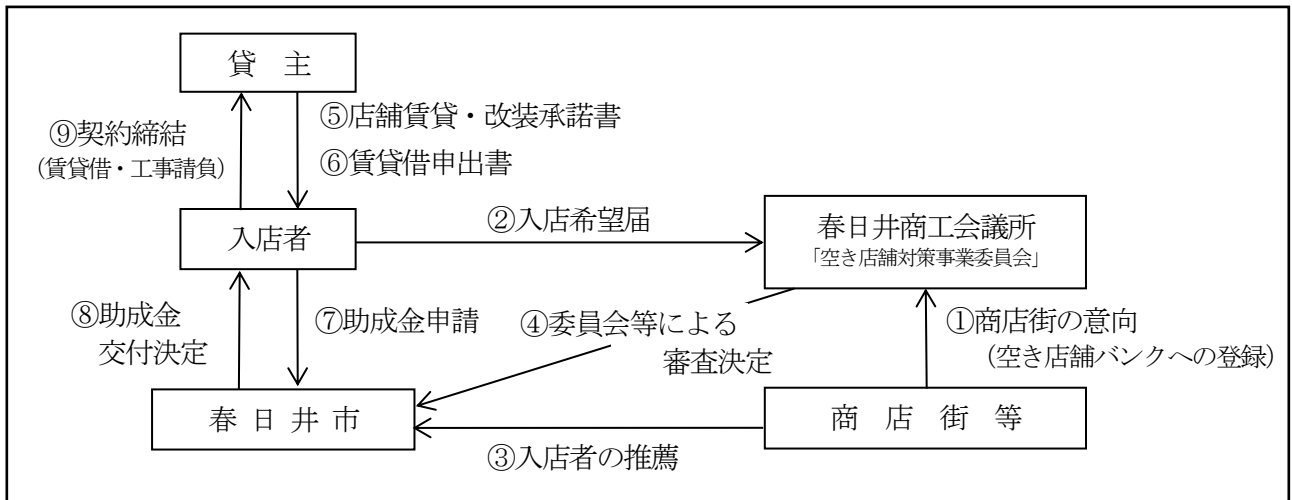 貸　主
⑨契約締結
（賃貸借・工事請負）
⑤店舗賃貸・改装承諾書
⑥賃貸借申出書
入店者
②入店希望届
春日井商工会議所
「空き店舗対策事業委員会」
⑧助成金
交付決定
⑦助成金申請
④委員会等による
審査決定
①商店街の意向
（空き店舗バンクへの登録）
春　日　井　市
商　店　街　等
③入店者の推薦